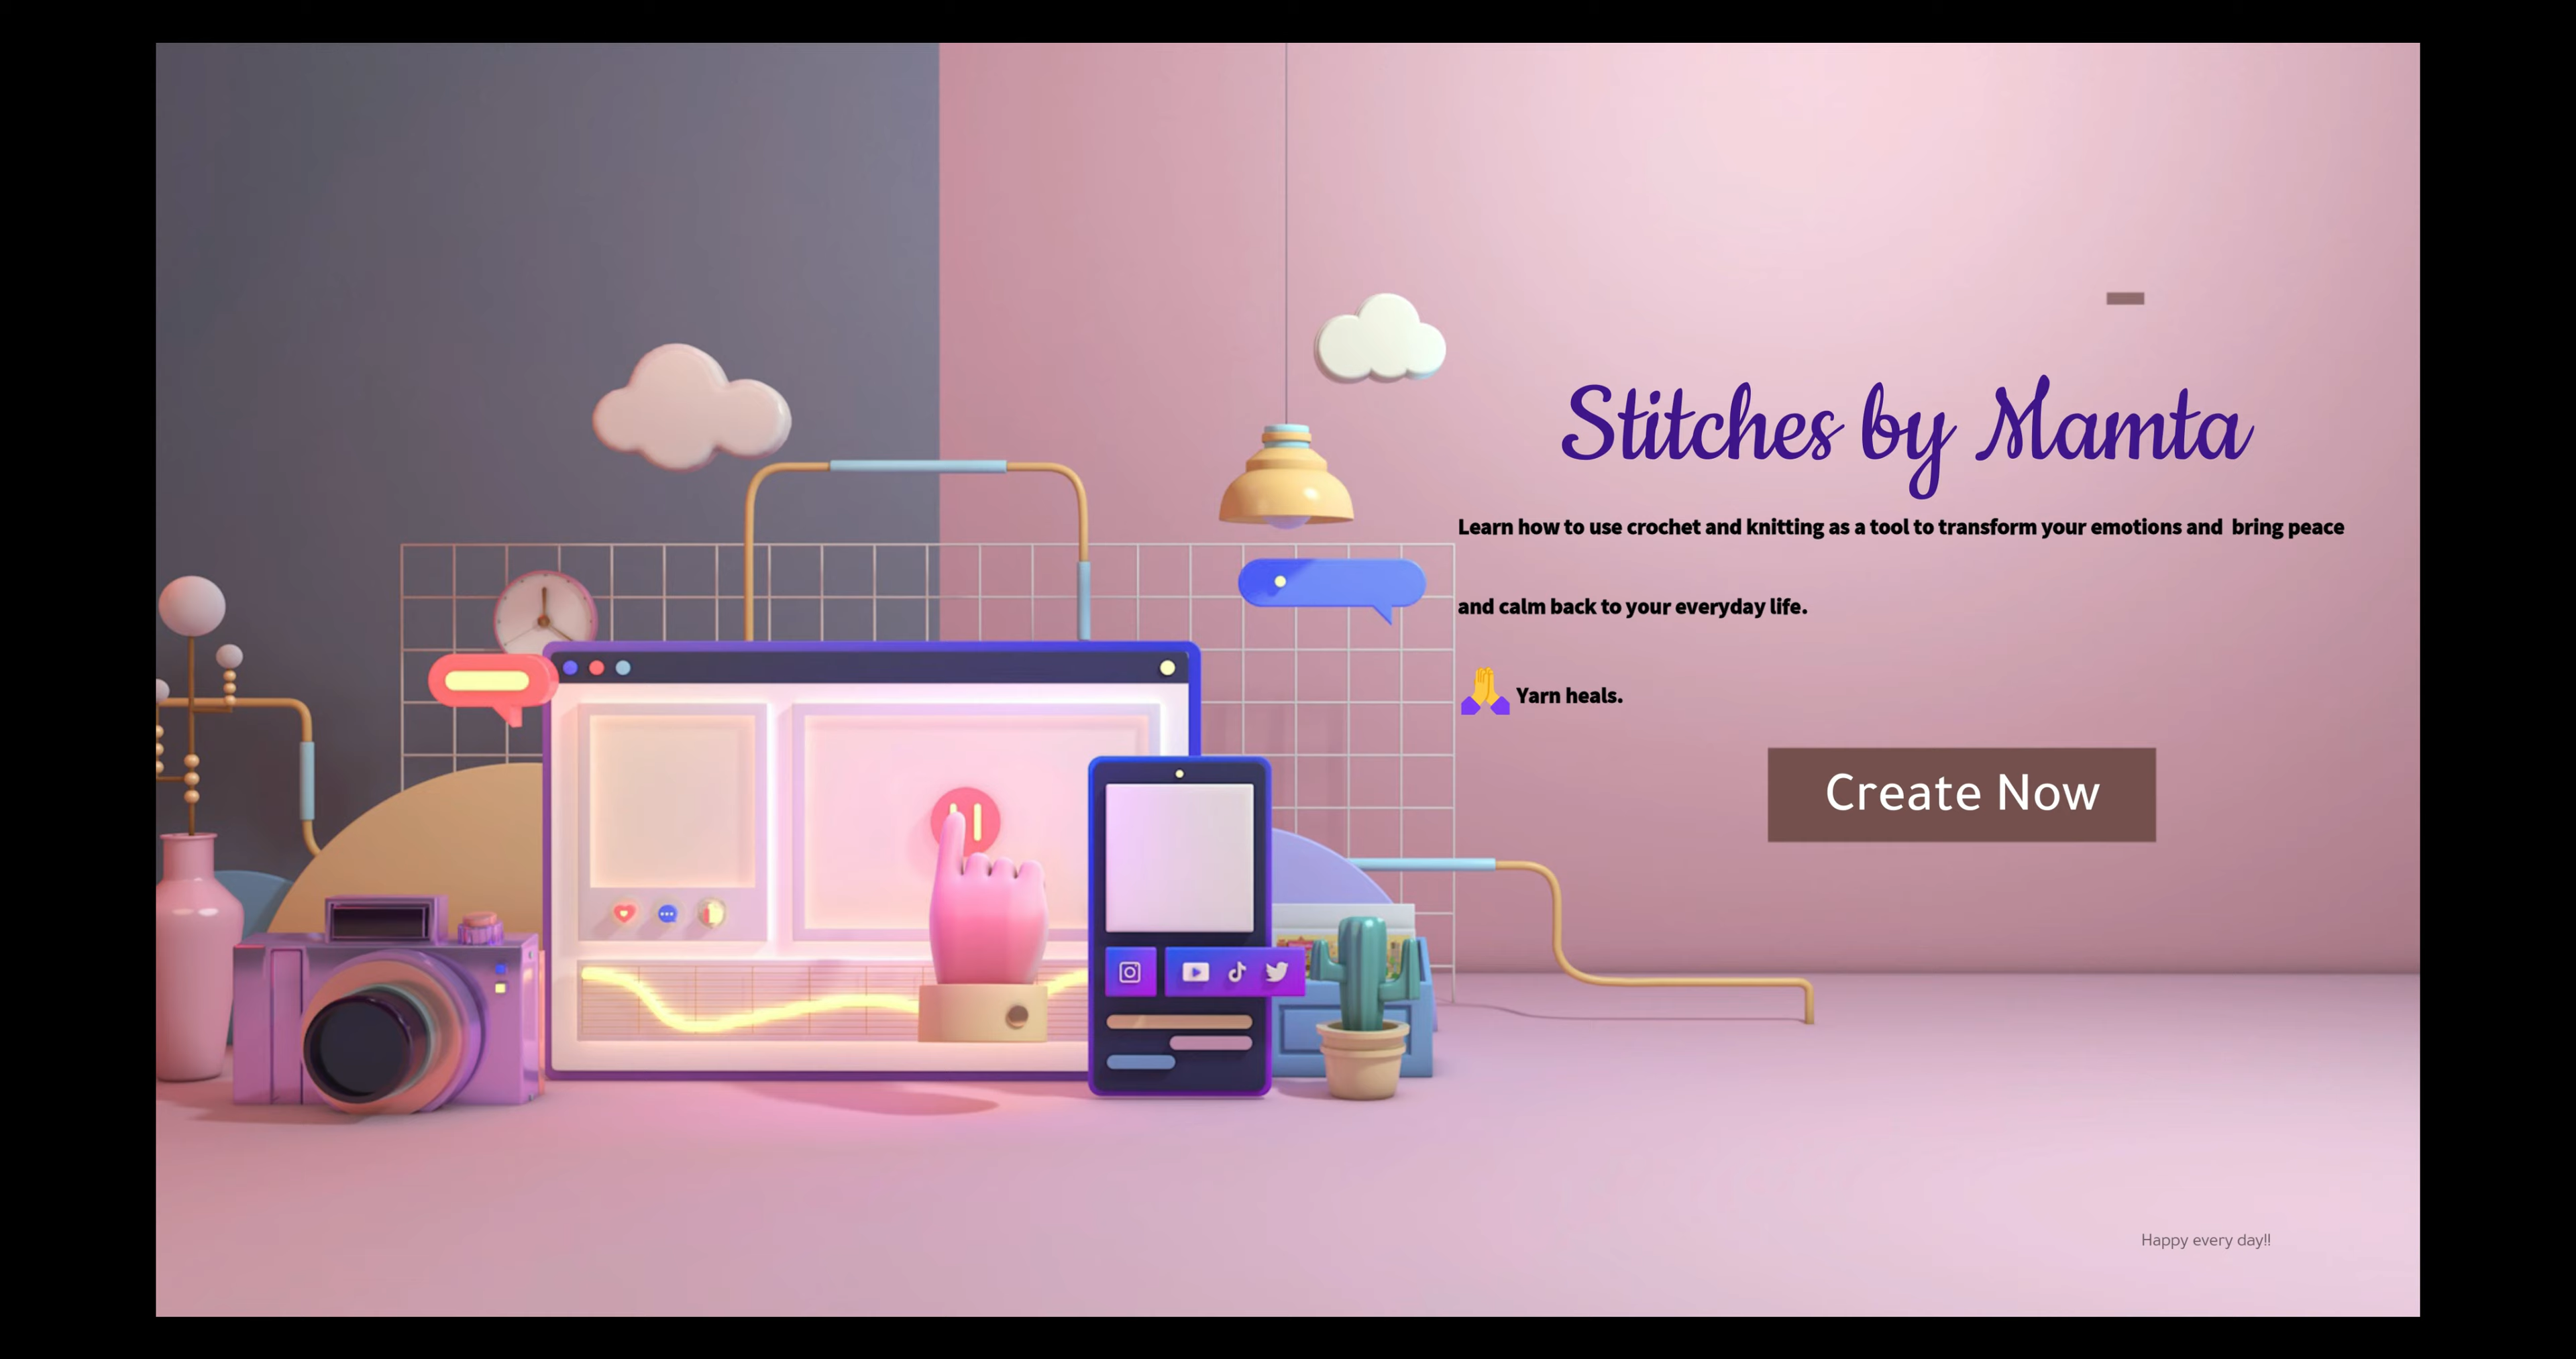 Stitches by Mamta
Learn how to use crochet and knitting as a tool to transform your emotions and  bring peace
and calm back to your everyday life.
🙏 Yarn heals.
Create Now
Happy every day!!